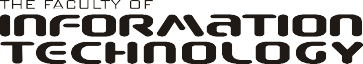 THE FACULTY OF
INFORMATION
TECHNOLOGY